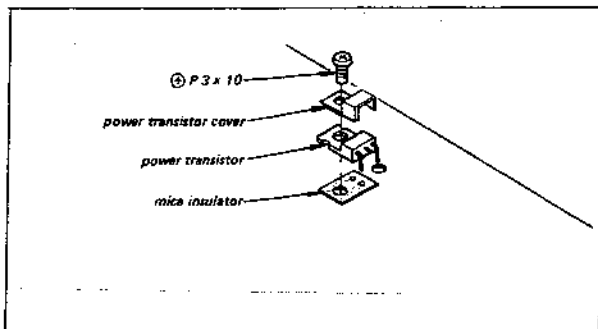 ⊕ P 3 x 10
power transistor cover
power transistor
mica insulator